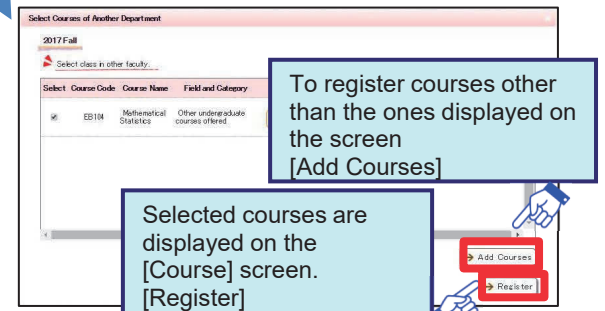 Select Courses of Another Department
2017 Fall
Select class in other faculty.
Select Course Code Course Name Field and Category
EB104 Mathematical Statistics Other undergraduate courses offered
To register courses other
than the ones displayed on
the screen
[Add Courses]
Selected courses are
displayed on the
[Course] screen.
[Register]
Add Courses
Register